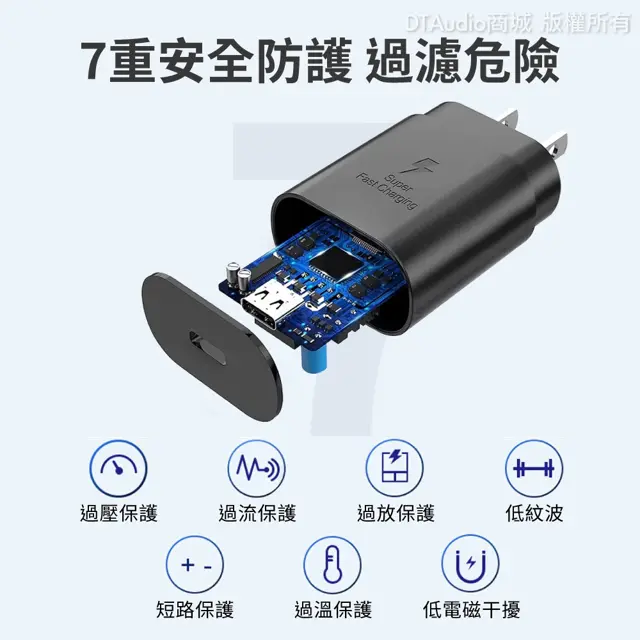 DTAudio商城 版權所有
7重安全防護 過濾危險
Super
Fast Charging
過壓保護
過流保護
過放保護
低紋波
+ -
短路保護
過溫保護
低電磁干擾